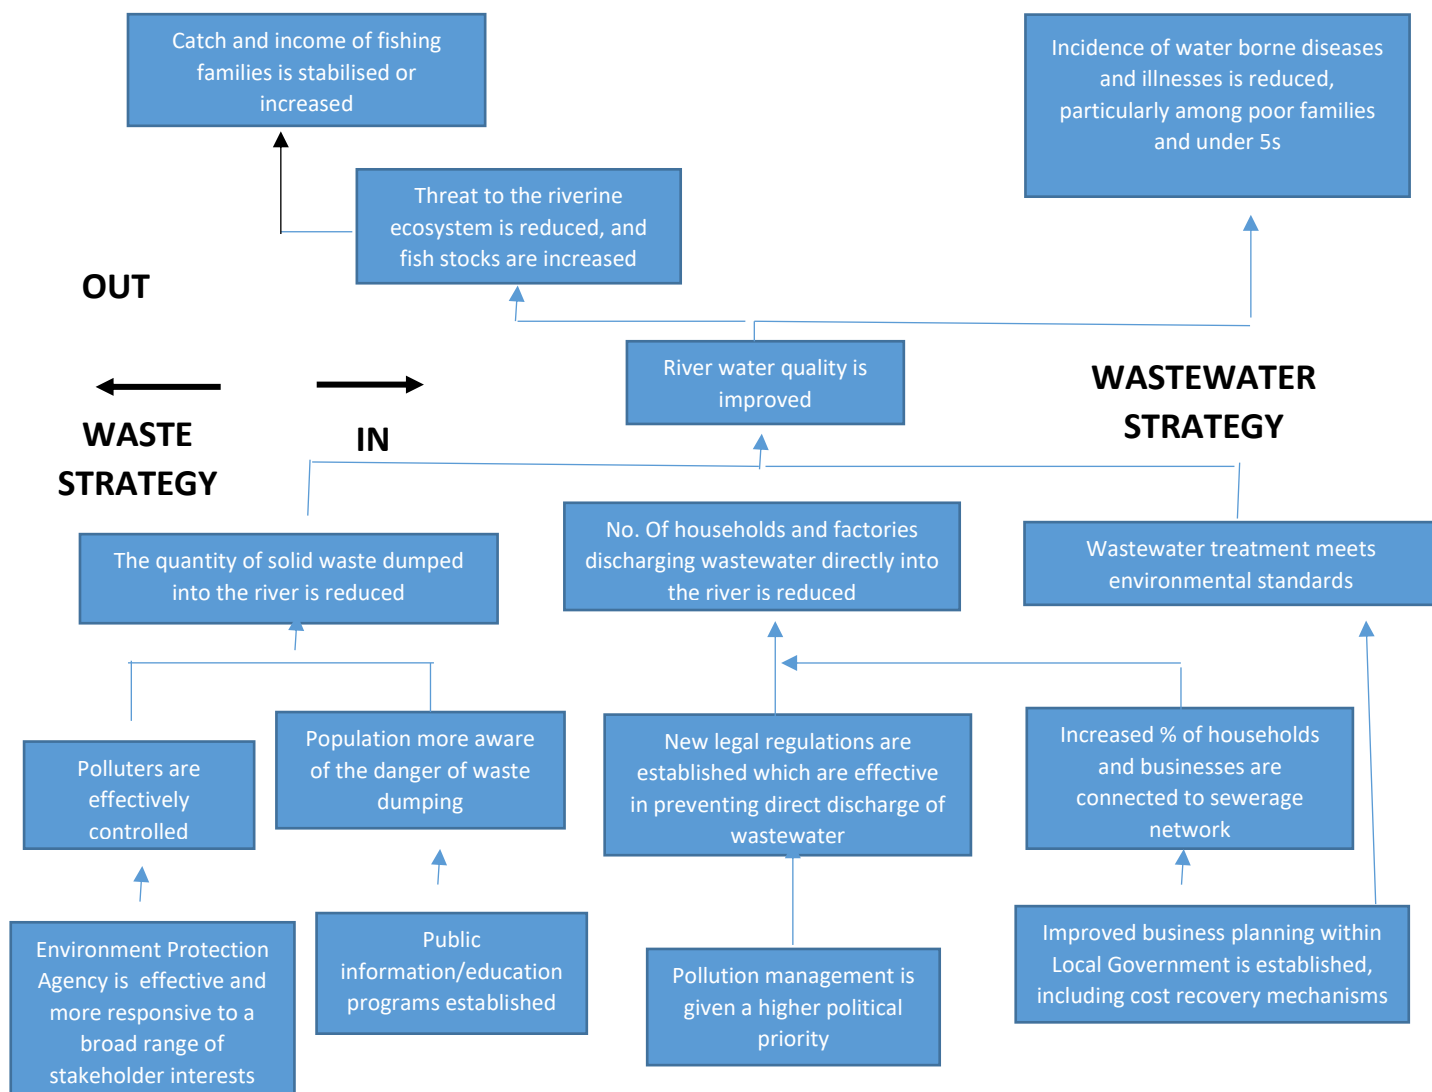 Catch and income of fishing
families is stabilised or
increased
Incidence of water borne diseases
and illnesses is reduced,
particularly among poor families
and under 5s
Threat to the riverine
ecosystem is reduced, and
fish stocks are increased
OUT
River water quality is
improved
WASTEWATER
STRATEGY
WASTE
STRATEGY
IN
The quantity of solid waste dumped
into the river is reduced
No. Of households and factories
discharging wastewater directly into
the river is reduced
Wastewater treatment meets
environmental standards
Polluters are
effectively
controlled
Population more aware
of the danger of waste
dumping
New legal regulations are
established which are effective
in preventing direct discharge of
wastewater
Increased % of households
and businesses are
connected to sewerage
network
Environment Protection
Agency is  effective and
more responsive to a
broad range of
stakeholder interests
Public
information/education
programs established
Pollution management is
given a higher political
priority
Improved business planning within
Local Government is established,
including cost recovery mechanisms